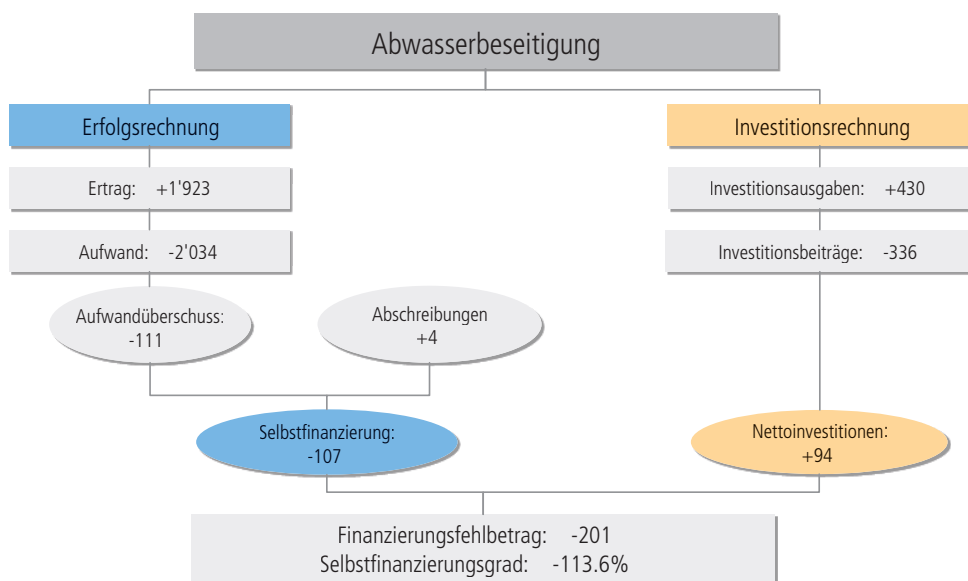 Abwasserbeseitigung
Erfolgsrechnung
Investitionsrechnung
Ertrag: +1'923
Investitionsausgaben: +430
Aufwand: -2'034
Investitionsbeiträge: -336
Aufwandüberschuss:
-111
Abschreibungen
+4
Selbstfinanzierung:
-107
Nettoinvestitionen:
+94
Finanzierungsfehlbetrag: -201
Selbstfinanzierungsgrad: -113.6%